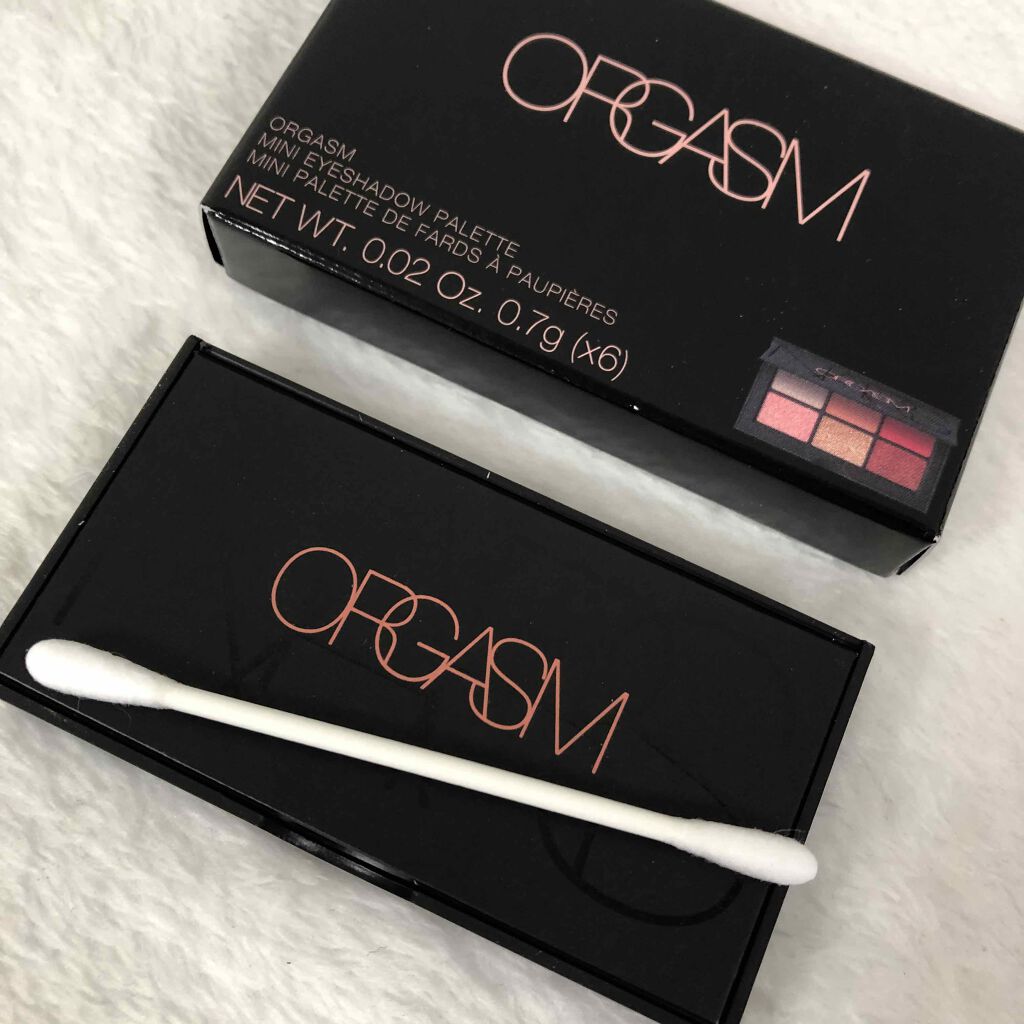 ORGASM
ORGASM
MINI EYESHADOW PALETTE
MINI PALETTE DE FARDS À PAUPIÈRES
NET WT. 0.02 Oz. 0.7g (x6)
ORGASM
ORGASM